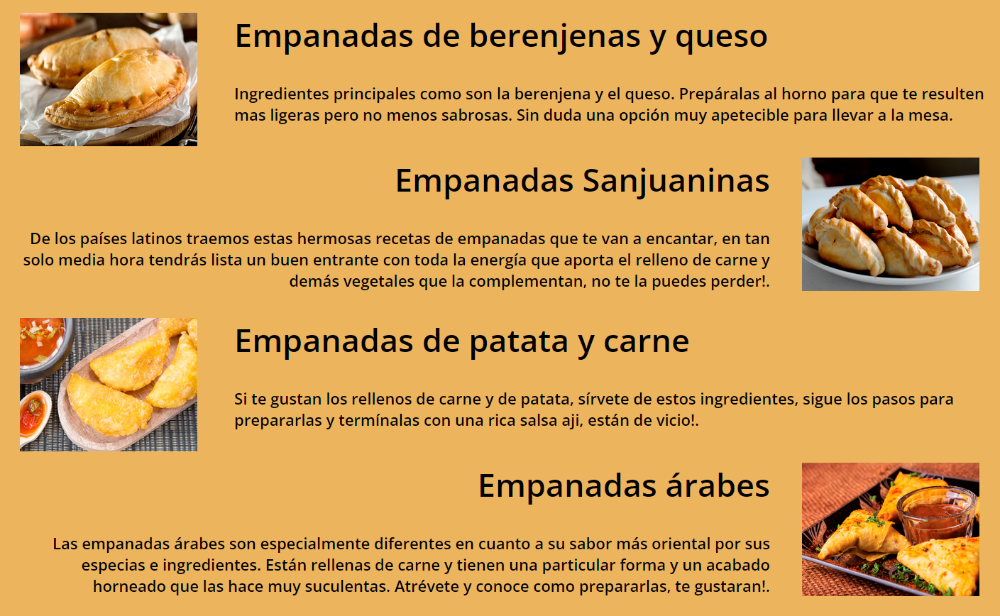 Empanadas de berenjenas y queso
Ingredientes principales como son la berenjena y el queso. Prepáralas al horno para que te resulten
mas ligeras pero no menos sabrosas. Sin duda una opción muy apetecible para llevar a la mesa.
Empanadas Sanjuaninas
De los países latinos traemos estas hermosas recetas de empanadas que te van a encantar, en tan
solo media hora tendrás lista un buen entrante con toda la energía que aporta el relleno de carne y
demás vegetales que la complementan, no te la puedes perder!.
Empanadas de patata y carne
Si te gustan los rellenos de carne y de patata, sírvete de estos ingredientes, sigue los pasos para
prepararlas y termínalas con una rica salsa aji, están de vicio!.
Empanadas árabes
Las empanadas árabes son especialmente diferentes en cuanto a su sabor más oriental por sus
especias e ingredientes. Están rellenas de carne y tienen una particular forma y un acabado
horneado que las hace muy suculentas. Atrévete y conoce como prepararlas, te gustaran!.